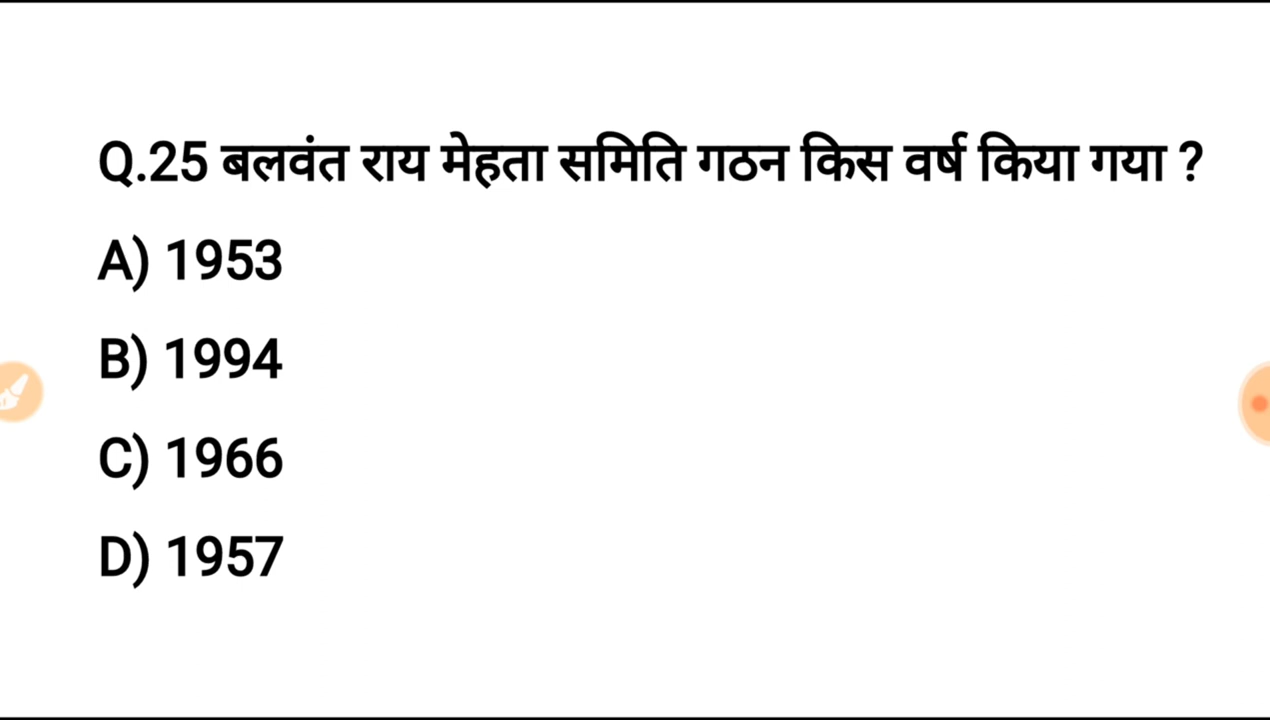 Q.25 बलवंत राय मेहता समिति गठन किस वर्ष किया गया ?
A) 1953
B) 1994
C) 1966
D) 1957